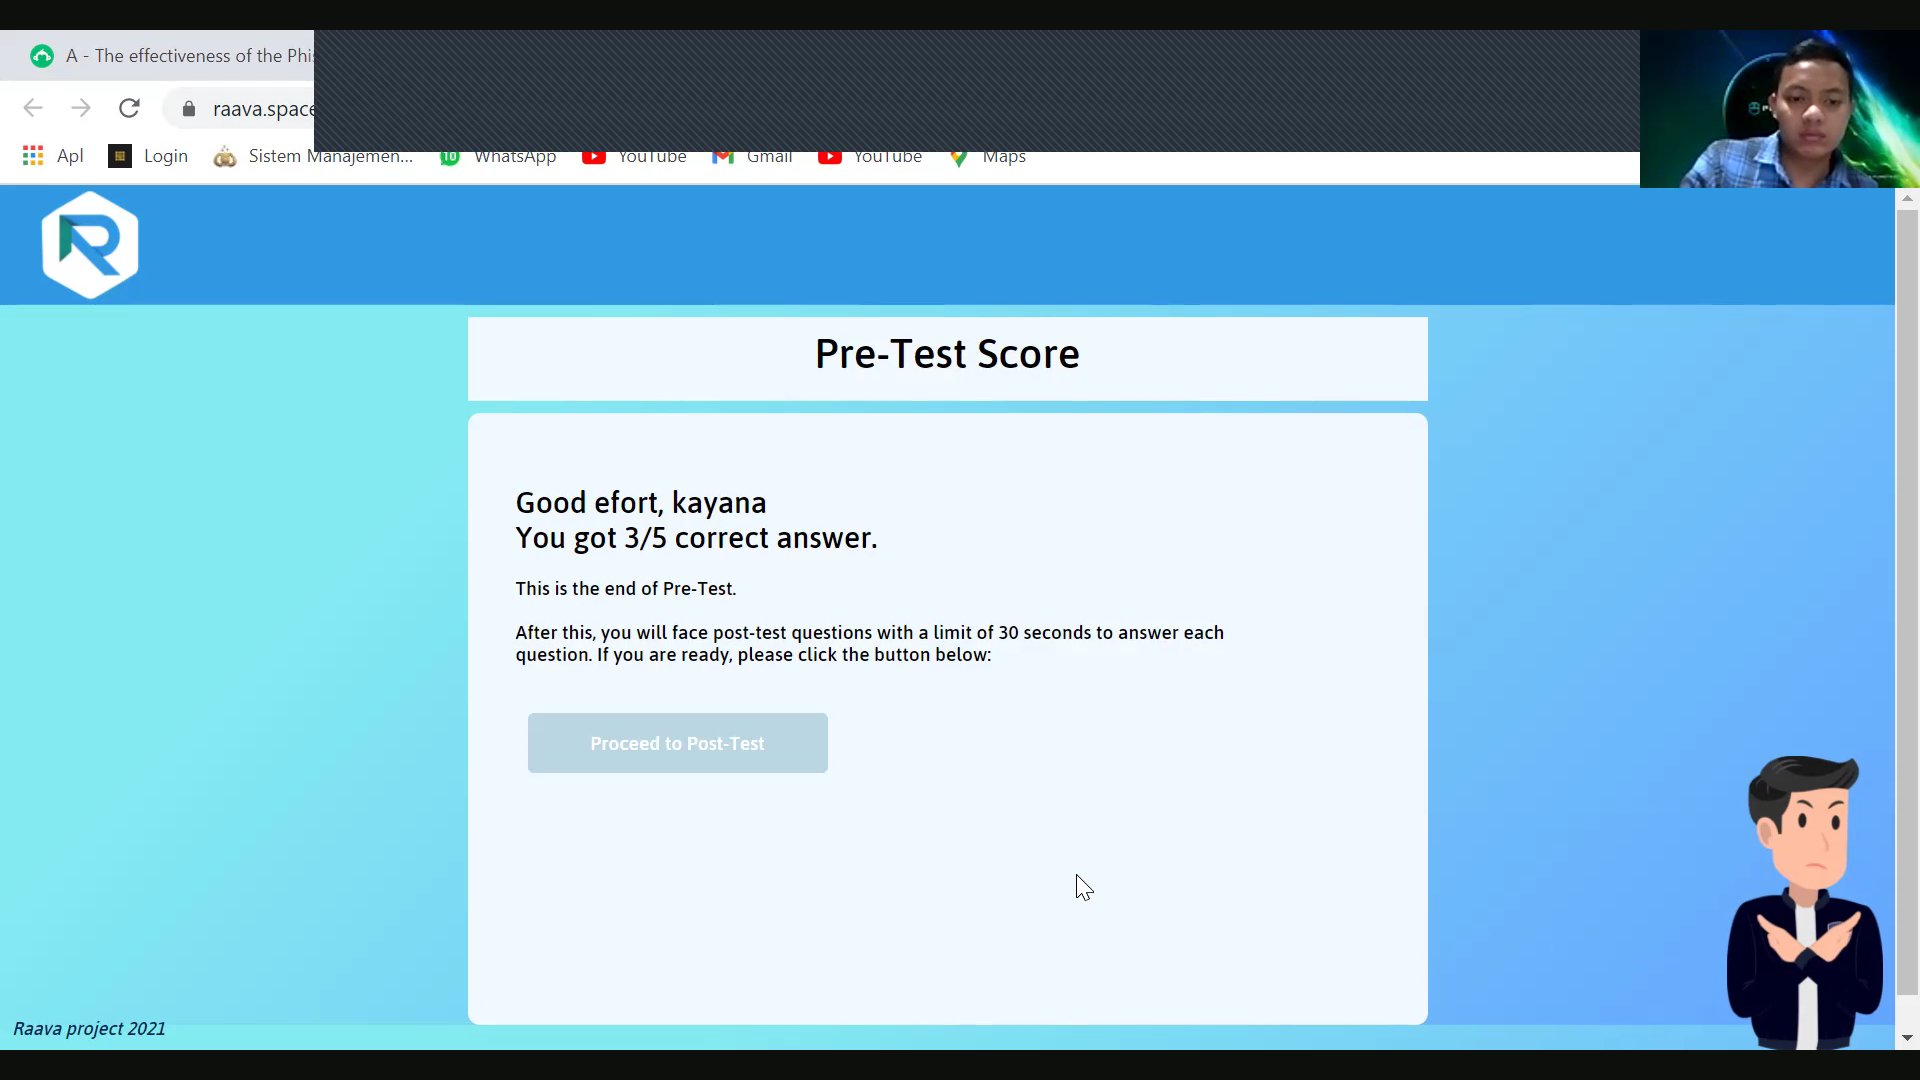 A - The effectiveness of the Phi
raava.space
Apl Login Sistem Manajemen... WhatsApp YouTube Gmail YouTube Maps
Pre-Test Score
Good efort, kayana
You got 3/5 correct answer.
This is the end of Pre-Test.
After this, you will face post-test questions with a limit of 30 seconds to answer each
question. If you are ready, please click the button below:
Proceed to Post-Test
Raava project 2021